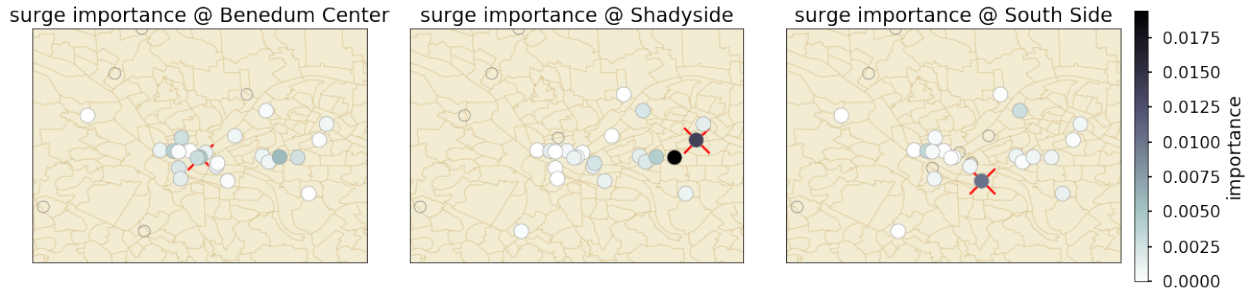 surge importance @ Benedum Center
surge importance @ Shadyside
surge importance @ South Side
0.0175
0.0150
0.0125
0.0100
0.0075
0.0050
0.0025
0.0000
importance